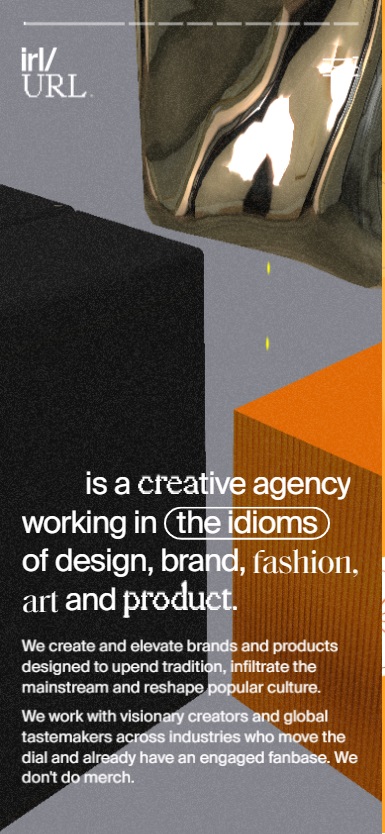 irl/
URL.
is a creative agency
working in the idioms
of design, brand, fashion,
art and product.
We create and elevate brands and products
designed to upend tradition, infiltrate the
mainstream and reshape popular culture.
We work with visionary creators and global
tastemakers across industries who move the
dial and already have an engaged fanbase. We
don't do merch.